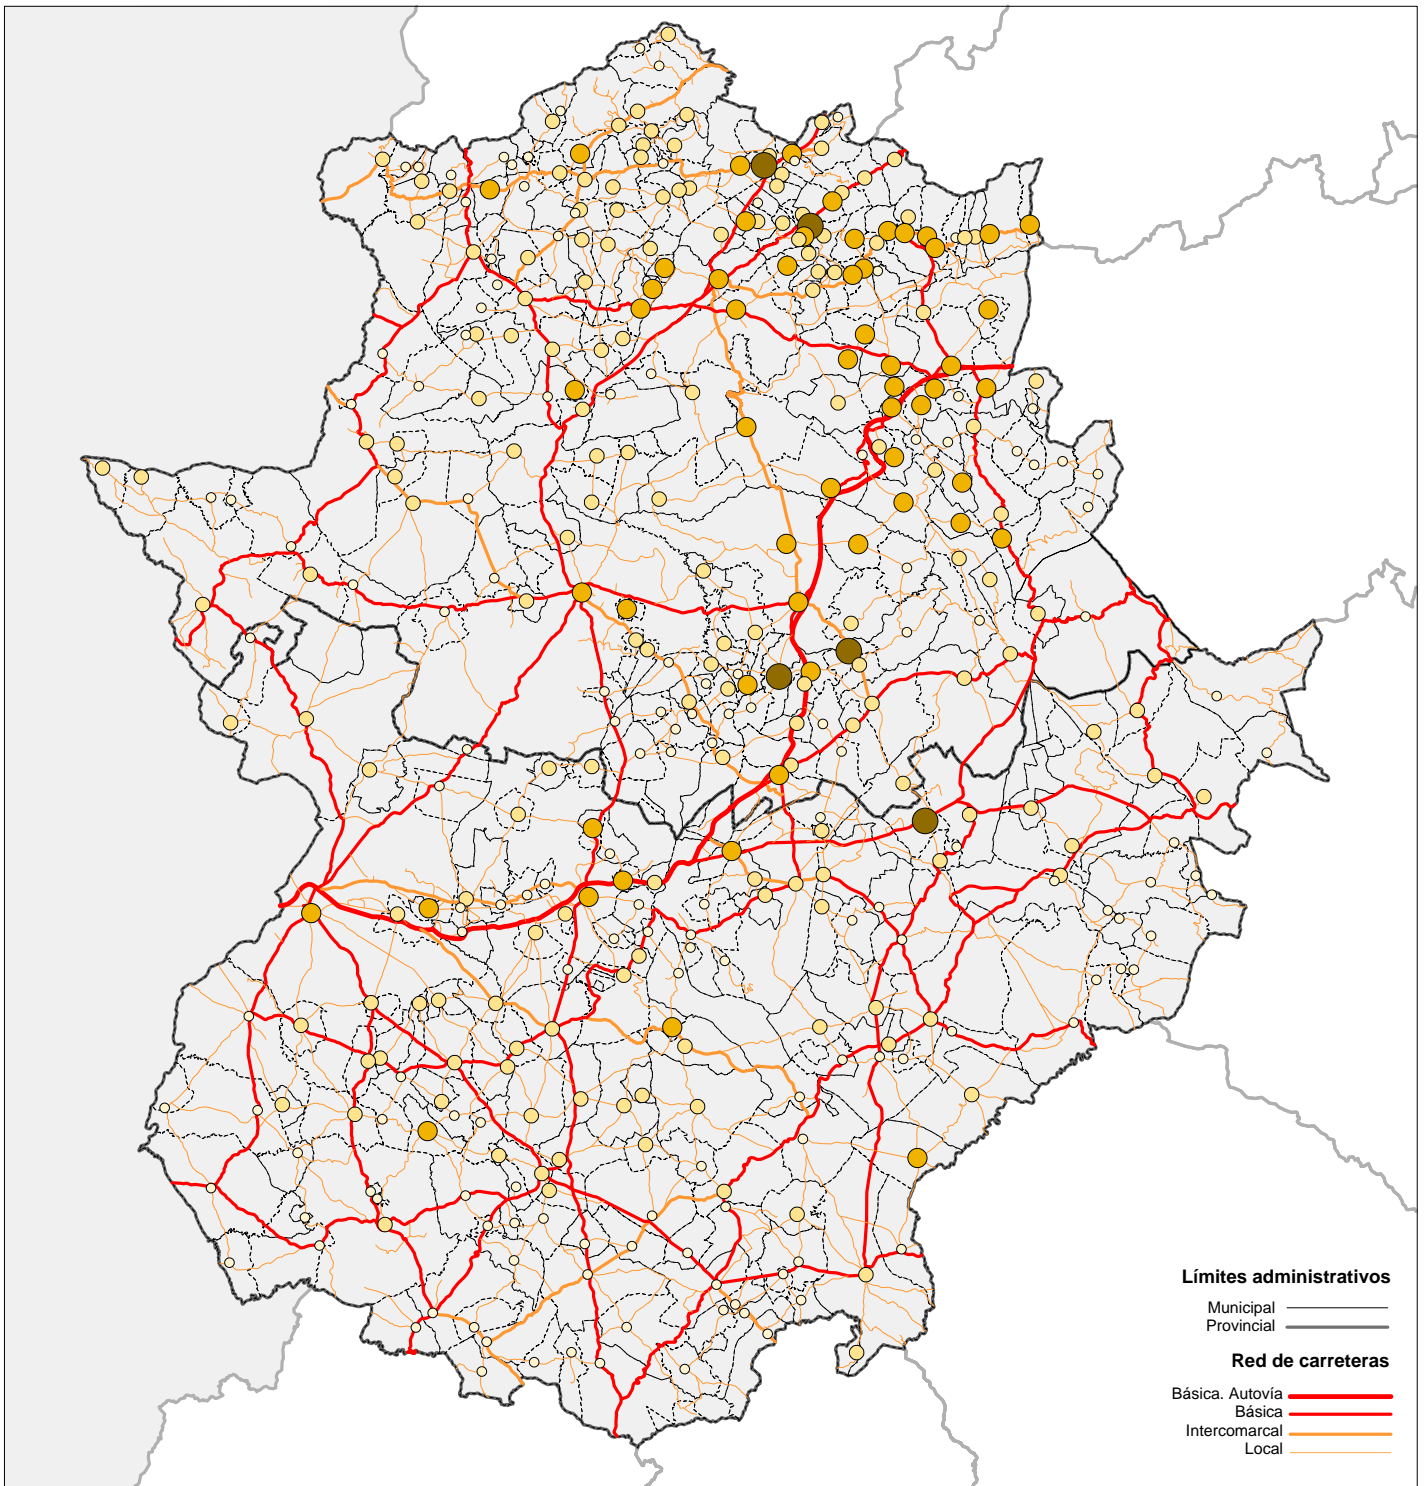 Límites administrativos
Municipal
Provincial
Red de carreteras
Básica. Autovía
Básica
Intercomarcal
Local